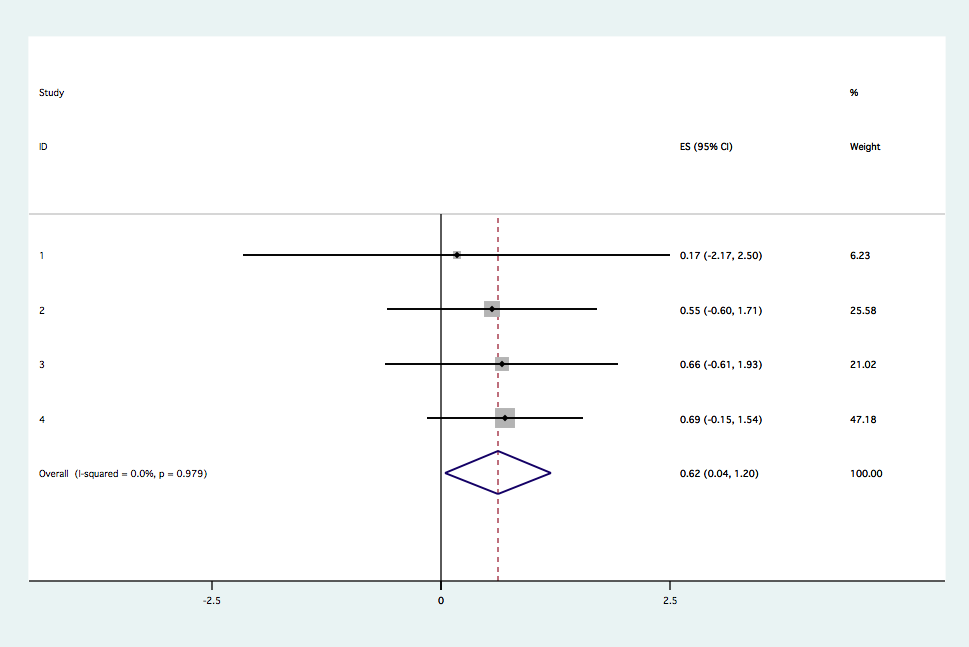 Study %
ID ES (95% CI) Weight
1 0.17 (-2.17, 2.50) 6.23
2 0.55 (-0.60, 1.71) 25.58
3 0.66 (-0.61, 1.93) 21.02
4 0.69 (-0.15, 1.54) 47.18
Overall (I-squared = 0.0%, p = 0.979) 0.62 (0.04, 1.20) 100.00
-2.5 0 2.5